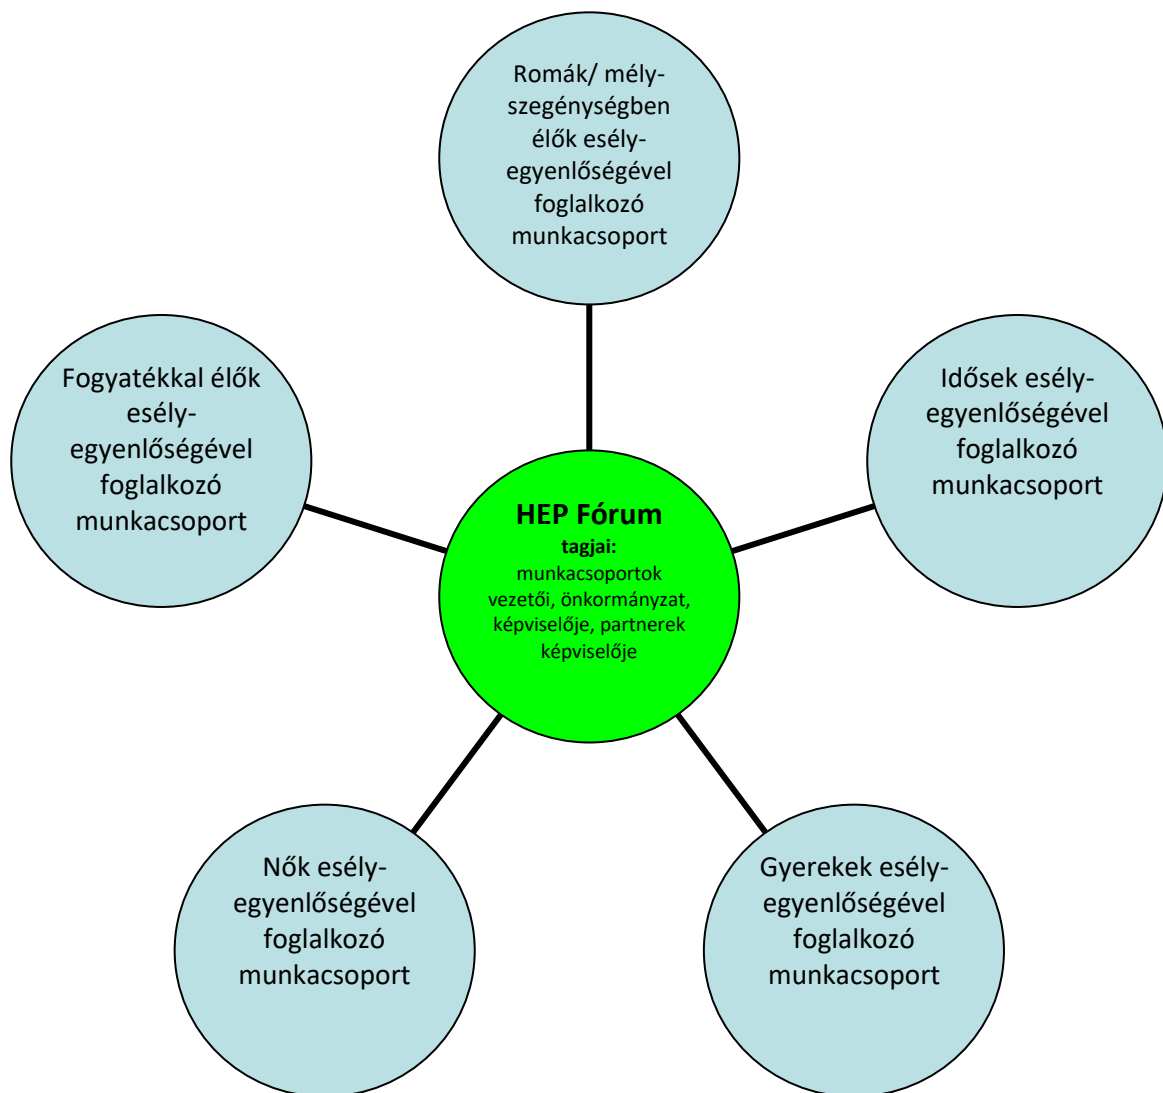 Romák/ mély-
szegénységben
élők esély-
egyenlőségével
foglalkozó
munkacsoport
Fogyatékkal élők
esély-
egyenlőségével
foglalkozó
munkacsoport
Idősek esély-
egyenlőségével
foglalkozó
munkacsoport
HEP Fórum
tagjai:
munkacsoportok
vezetői, önkormányzat,
képviselője, partnerek
képviselője
Nők esély-
egyenlőségével
foglalkozó
munkacsoport
Gyerekek esély-
egyenlőségével
foglalkozó
munkacsoport